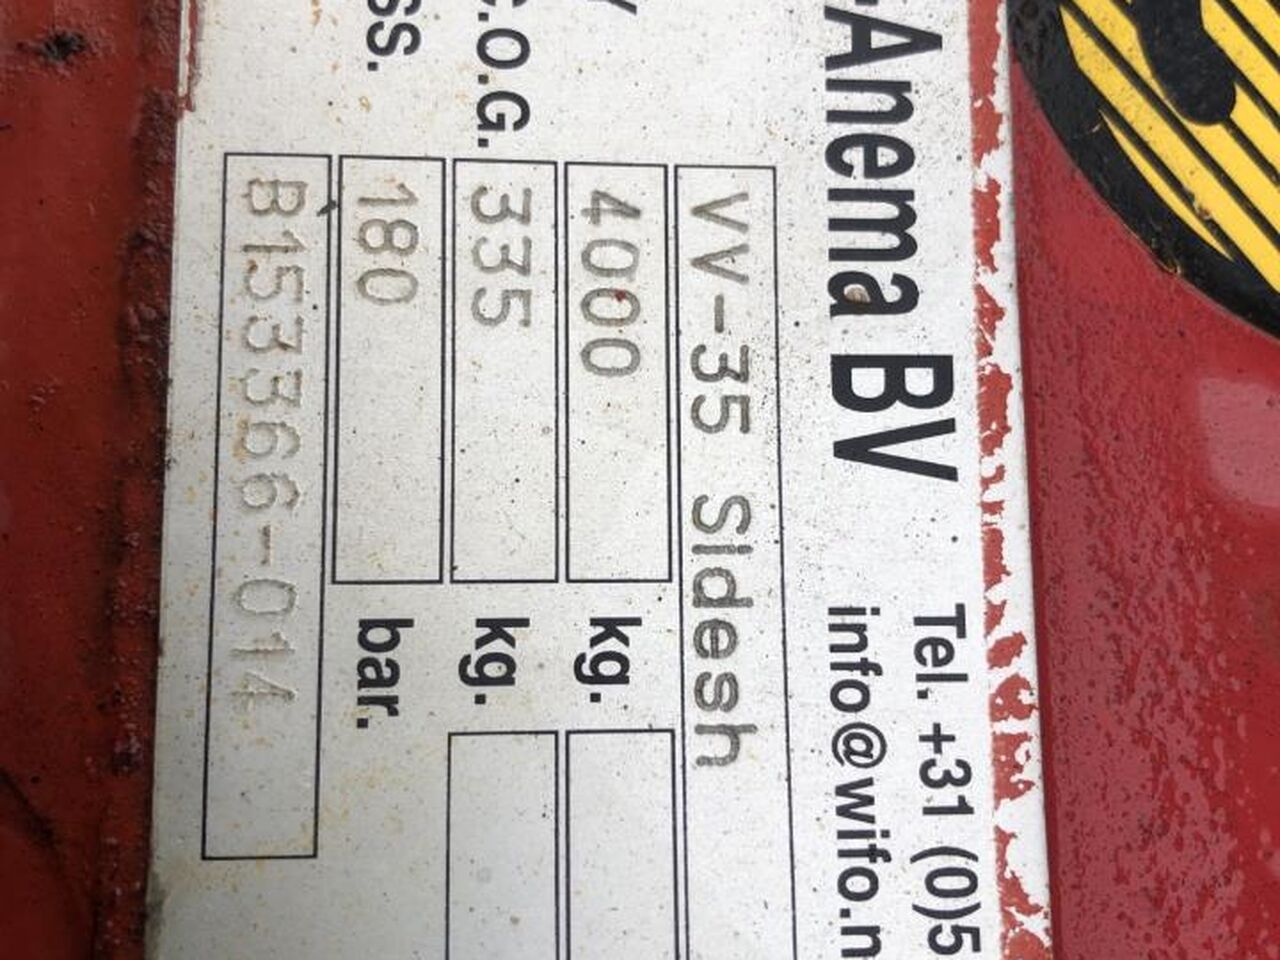 -Anema BV
Tel. +31 (0)5
info@wifo.n
VV-35 Sidesh
Y 4000 kg.
C.O.G. 335 kg.
ss. 180 bar.
B153366-014